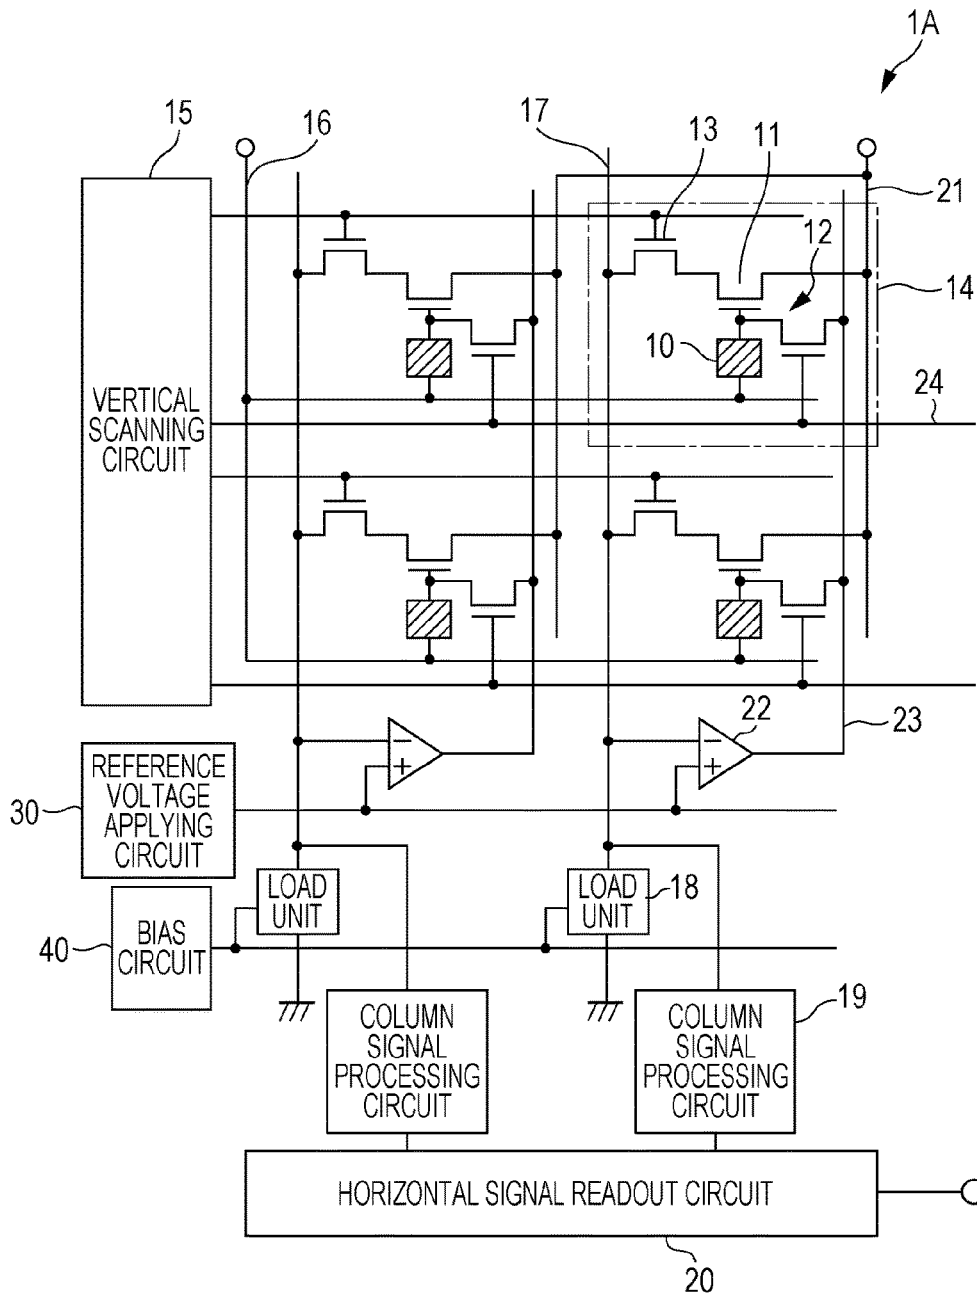 1A
15
16
17
13
11
21
12
14
10
24
VERTICAL
SCANNING
CIRCUIT
−
+
−
+
22
23
30
REFERENCE
VOLTAGE
APPLYING
CIRCUIT
LOAD
UNIT
LOAD
UNIT
18
40
BIAS
CIRCUIT
COLUMN
SIGNAL
PROCESSING
CIRCUIT
COLUMN
SIGNAL
PROCESSING
CIRCUIT
19
HORIZONTAL SIGNAL READOUT CIRCUIT
20